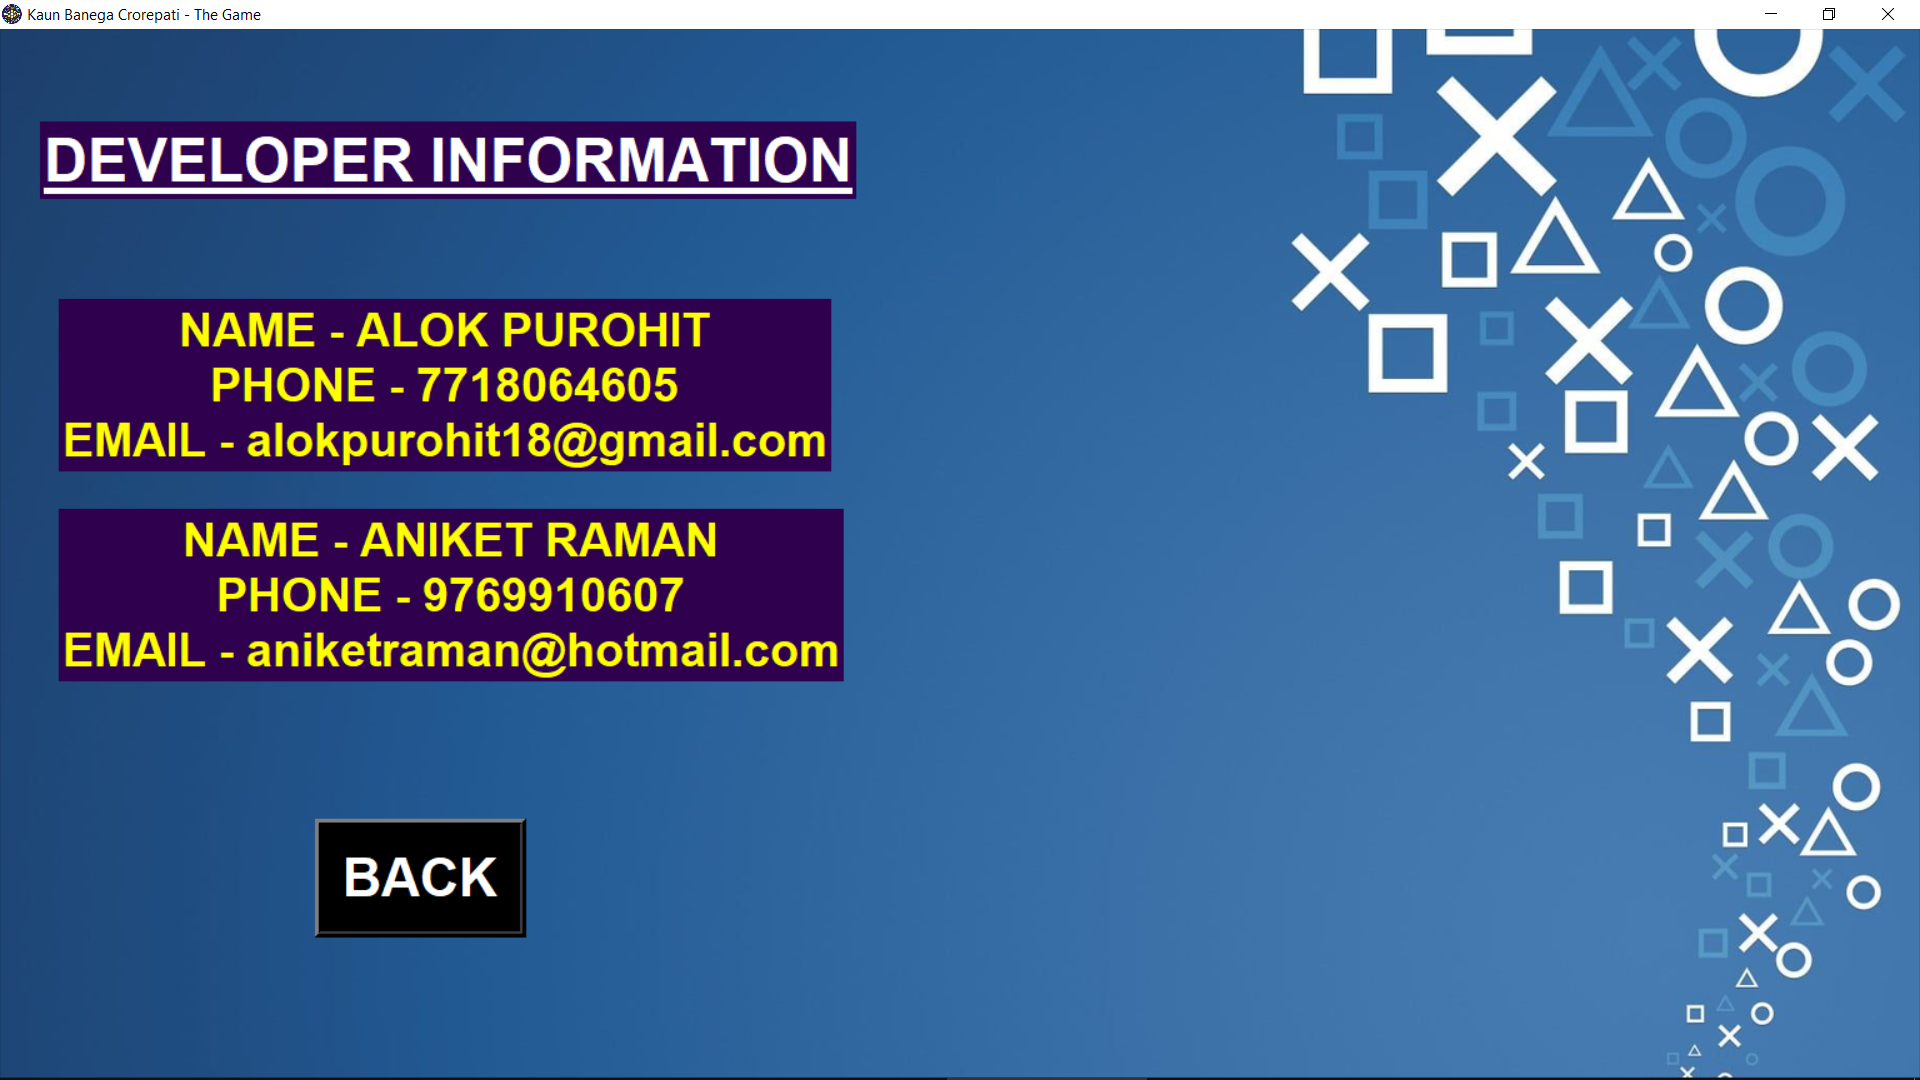 Kaun Banega Crorepati - The Game
DEVELOPER INFORMATION
NAME - ALOK PUROHIT
PHONE - 7718064605
EMAIL - alokpurohit18@gmail.com
NAME - ANIKET RAMAN
PHONE - 9769910607
EMAIL - aniketraman@hotmail.com
BACK